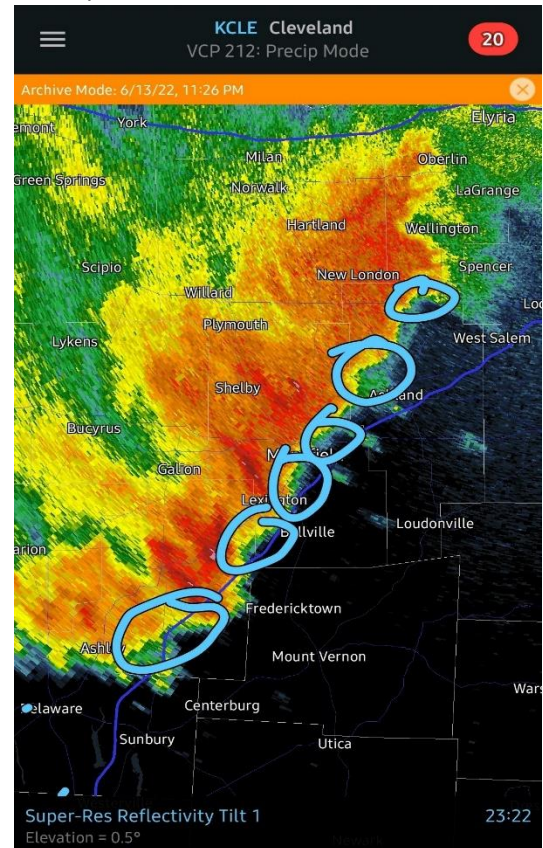 KCLE Cleveland
VCP 212: Precip Mode
20
Archive Mode: 6/13/22, 11:26 PM
York
Elyria
Milan
Oberlin
Green Springs
Norwalk
LaGrange
Hartland
Wellington
Scipio
New London
Spencer
Willard
Plymouth
West Salem
Lykens
Shelby
Bucyrus
Galion
Loudonville
Fredericktown
Mount Vernon
Centerburg
Sunbury
Utica
Super-Res Reflectivity Tilt 1
23:22
Elevation = 0.5°